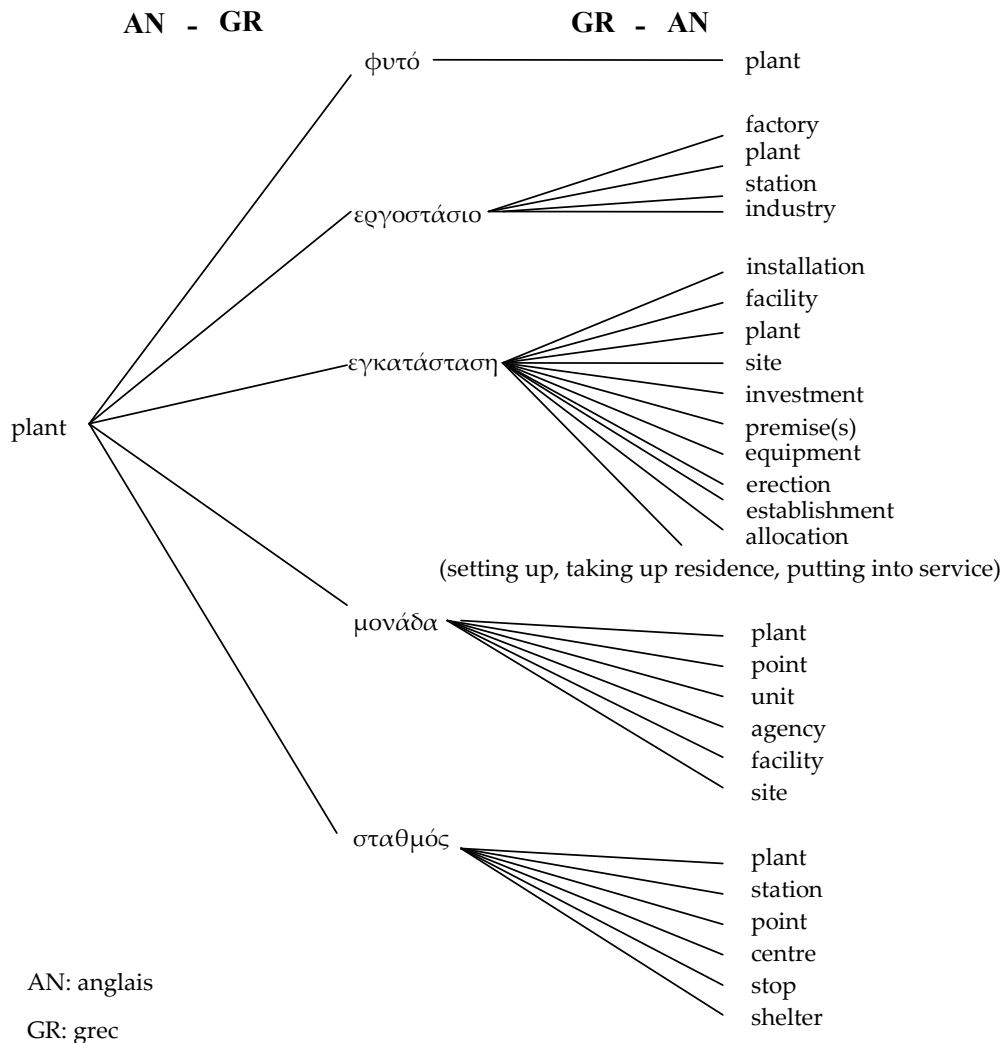 AN - GR
GR - AN
plant
φυτό
plant
εργοστάσιο
factory
plant
station
industry
εγκατάσταση
installation
facility
plant
site
investment
premise(s)
equipment
erection
establishment
allocation
(setting up, taking up residence, putting into service)
μονάδα
plant
point
unit
agency
facility
site
σταθμός
plant
station
point
centre
stop
shelter
AN: anglais
GR: grec